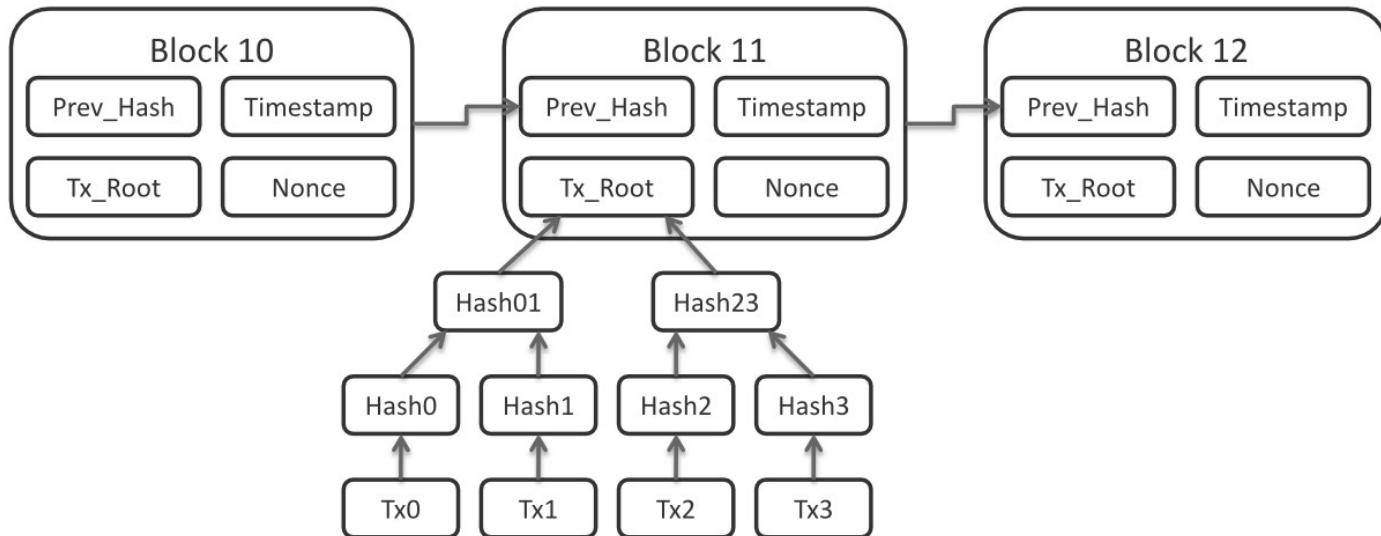 Block 10 Block 11 Block 12
Prev_Hash Timestamp Prev_Hash Timestamp Prev_Hash Timestamp
Tx_Root Nonce Tx_Root Nonce Tx_Root Nonce
Hash01 Hash23
Hash0 Hash1 Hash2 Hash3
Tx0 Tx1 Tx2 Tx3